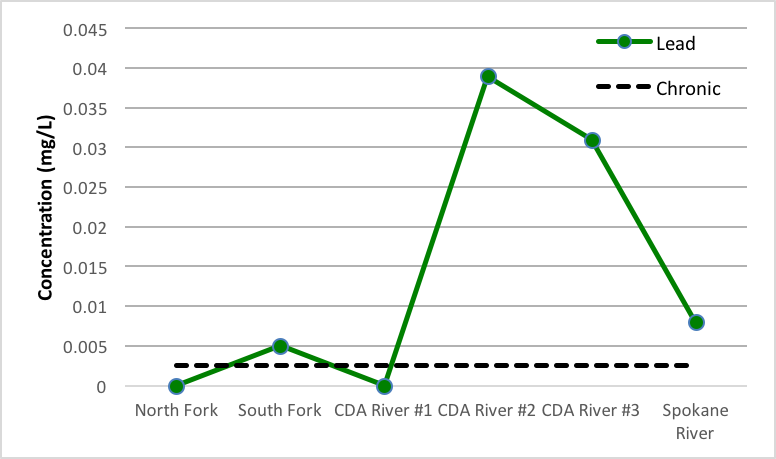 0.045
0.04
0.035
0.03
0.025
0.02
0.015
0.01
0.005
0
Concentration (mg/L)
Lead
Chronic
North Fork South Fork CDA River #1 CDA River #2 CDA River #3 Spokane
River